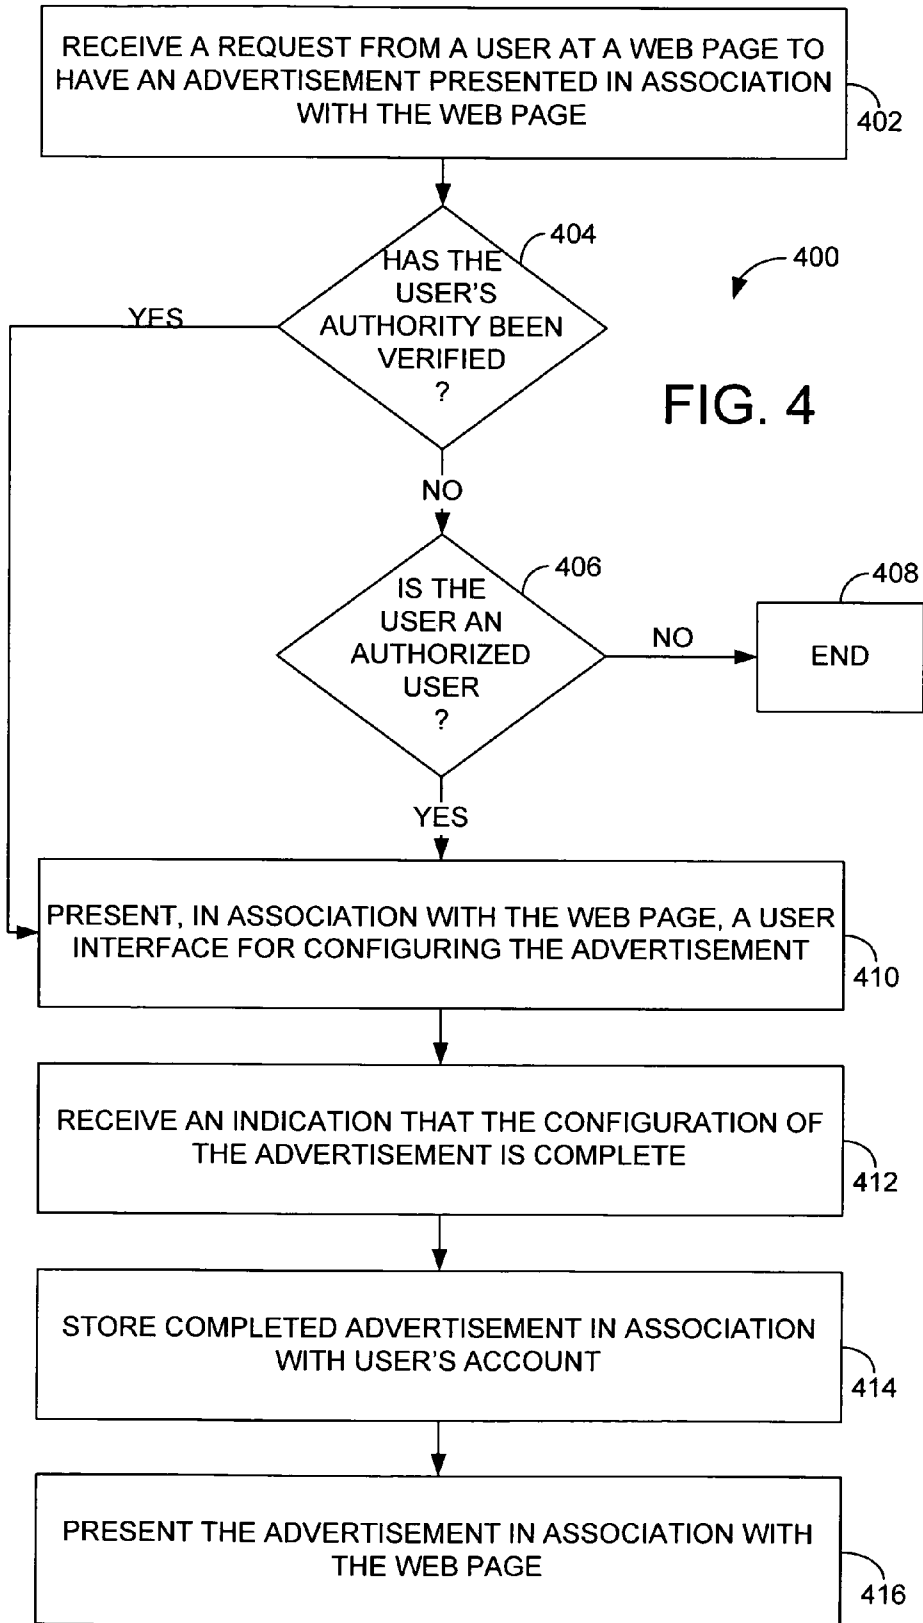 RECEIVE A REQUEST FROM A USER AT A WEB PAGE TO
HAVE AN ADVERTISEMENT PRESENTED IN ASSOCIATION
WITH THE WEB PAGE
402
404
HAS THE
USER'S
AUTHORITY BEEN
VERIFIED
?
400
YES
FIG. 4
NO
406
IS THE
USER AN
AUTHORIZED
USER
?
NO
408
END
YES
PRESENT, IN ASSOCIATION WITH THE WEB PAGE, A USER
INTERFACE FOR CONFIGURING THE ADVERTISEMENT
410
RECEIVE AN INDICATION THAT THE CONFIGURATION OF
THE ADVERTISEMENT IS COMPLETE
412
STORE COMPLETED ADVERTISEMENT IN ASSOCIATION
WITH USER'S ACCOUNT
414
PRESENT THE ADVERTISEMENT IN ASSOCIATION WITH
THE WEB PAGE
416